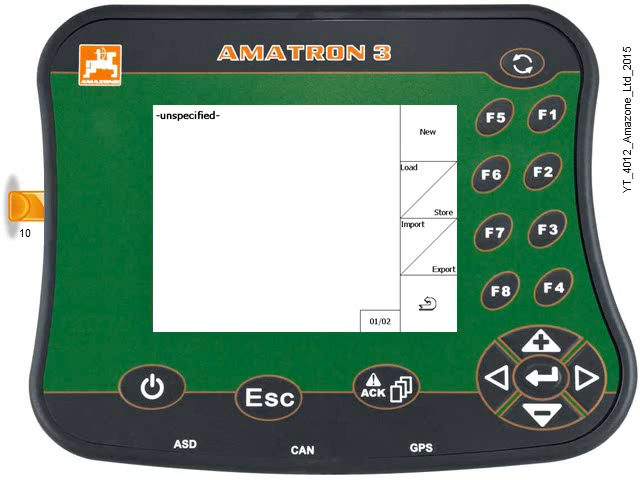 AMATRON 3
AMAZONE
YT_4012_Amazone_Ltd_2015
-unspecified-
New
Load
Store
Import
Export
01/02
F5
F1
F6
F2
F7
F3
F8
F4
10
Esc
ACK
ASD
CAN
GPS